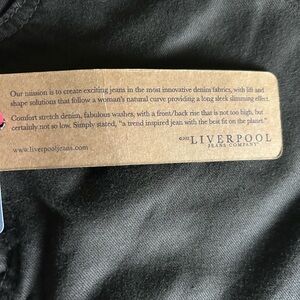 Our mission is to create exciting jeans in the most innovative denim fabrics, with lift and
shape solutions that follow a woman's natural curve providing a long sleek slimming effect.
Comfort stretch denim, fabulous washes, with a front/back rise that is not too high, but
certainly not so low. Simply stated, "a trend inspired jean with the best fit on the planet."
www.liverpooljeans.com
LIVERPOOL
JEANS COMPANY